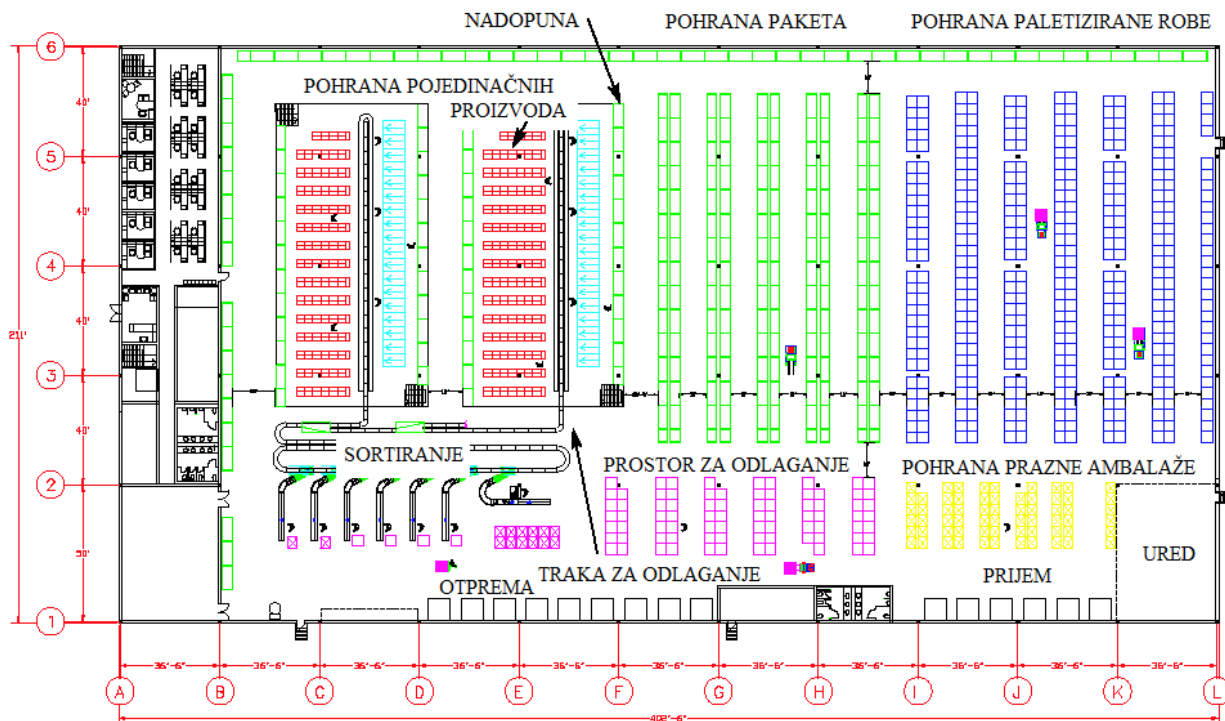 NADOPUNA
POHRANA PAKETA
POHRANA PALETIZIRANE ROBE
6
POHRANA POJEDINAČNIH
PROIZVODA
40'
5
40'
4
211'
40'
3
40'
SORTIRANJE
PROSTOR ZA ODLAGANJE
POHRANA PRAZNE AMBALAŽE
2
50'
URED
OTPREMA
TRAKA ZA ODLAGANJE
PRIJEM
1
36'-6" 36'-6" 36'-6" 36'-6" 36'-6" 36'-6" 36'-6" 36'-6" 36'-6" 36'-6" 36'-6"
A B C D E F G H I J K L
402'-6"